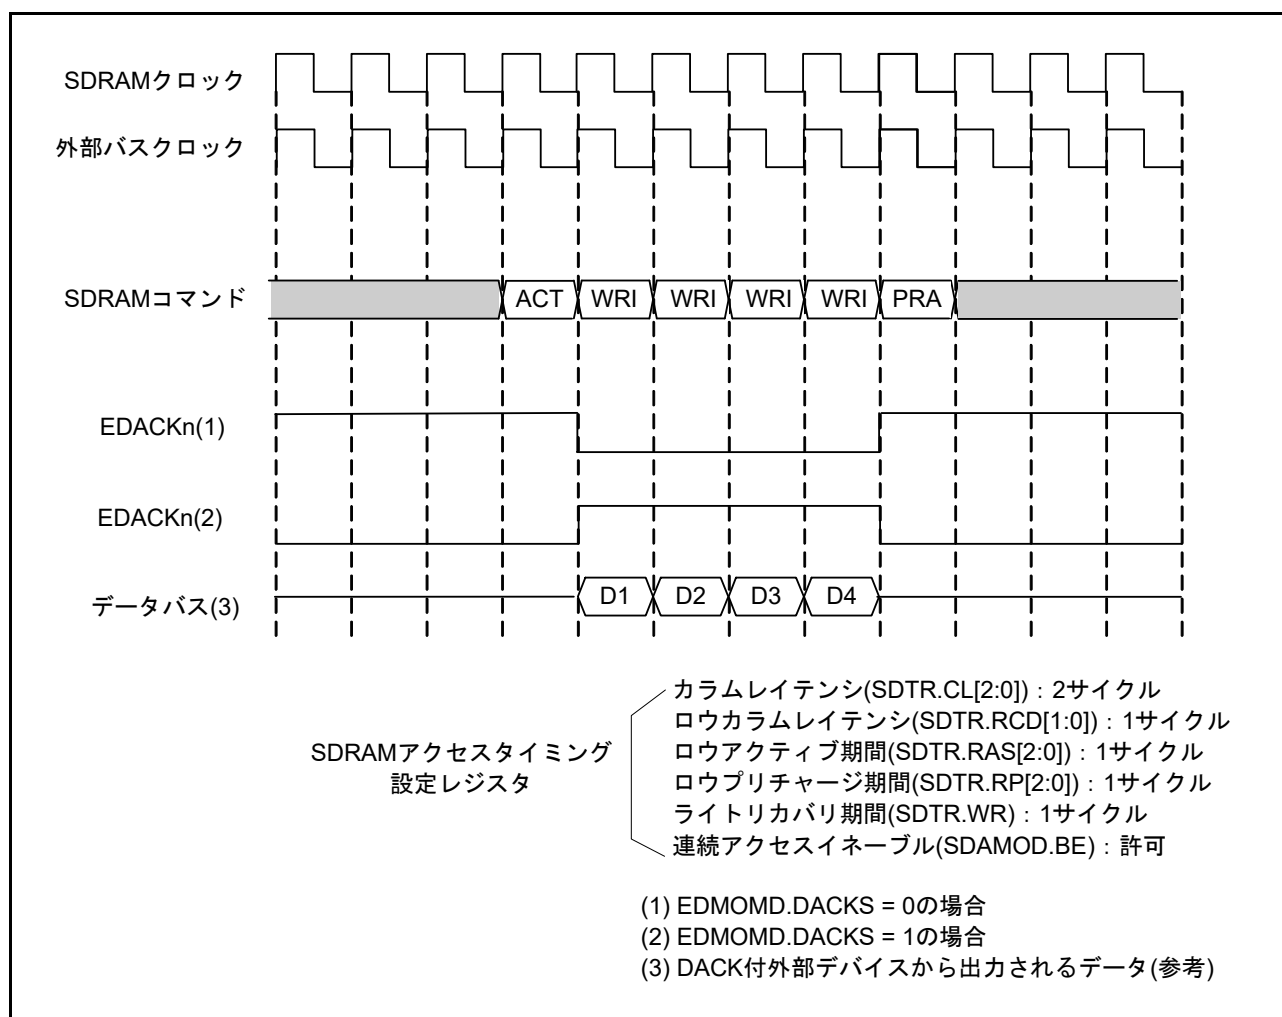 SDRAMクロック
外部バスクロック
SDRAMコマンド
ACT WRI WRI WRI WRI PRA
EDACKn(1)
EDACKn(2)
データバス(3)
D1 D2 D3 D4
SDRAMアクセスタイミング
設定レジスタ
カラムレイテンシ(SDTR.CL[2:0])：2サイクル
ロウカラムレイテンシ(SDTR.RCD[1:0])：1サイクル
ロウアクティブ期間(SDTR.RAS[2:0])：1サイクル
ロウプリチャージ期間(SDTR.RP[2:0])：1サイクル
ライトリカバリ期間(SDTR.WR)：1サイクル
連続アクセスイネーブル(SDAMOD.BE)：許可
(1) EDMOMD.DACKS = 0の場合
(2) EDMOMD.DACKS = 1の場合
(3) DACK付外部デバイスから出力されるデータ(参考)